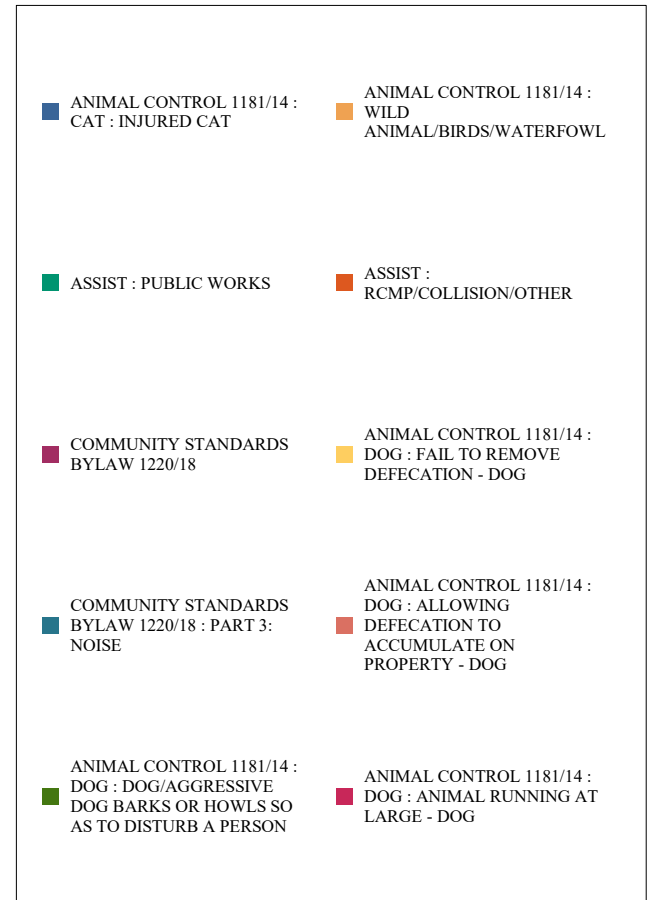 ANIMAL CONTROL 1181/14 :
CAT : INJURED CAT
ANIMAL CONTROL 1181/14 :
WILD
ANIMAL/BIRDS/WATERFOWL
ASSIST : PUBLIC WORKS
ASSIST :
RCMP/COLLISION/OTHER
COMMUNITY STANDARDS
BYLAW 1220/18
ANIMAL CONTROL 1181/14 :
DOG : FAIL TO REMOVE
DEFECATION - DOG
COMMUNITY STANDARDS
BYLAW 1220/18 : PART 3:
NOISE
ANIMAL CONTROL 1181/14 :
DOG : ALLOWING
DEFECATION TO
ACCUMULATE ON
PROPERTY - DOG
ANIMAL CONTROL 1181/14 :
DOG : DOG/AGGRESSIVE
DOG BARKS OR HOWLS SO
AS TO DISTURB A PERSON
ANIMAL CONTROL 1181/14 :
DOG : ANIMAL RUNNING AT
LARGE - DOG